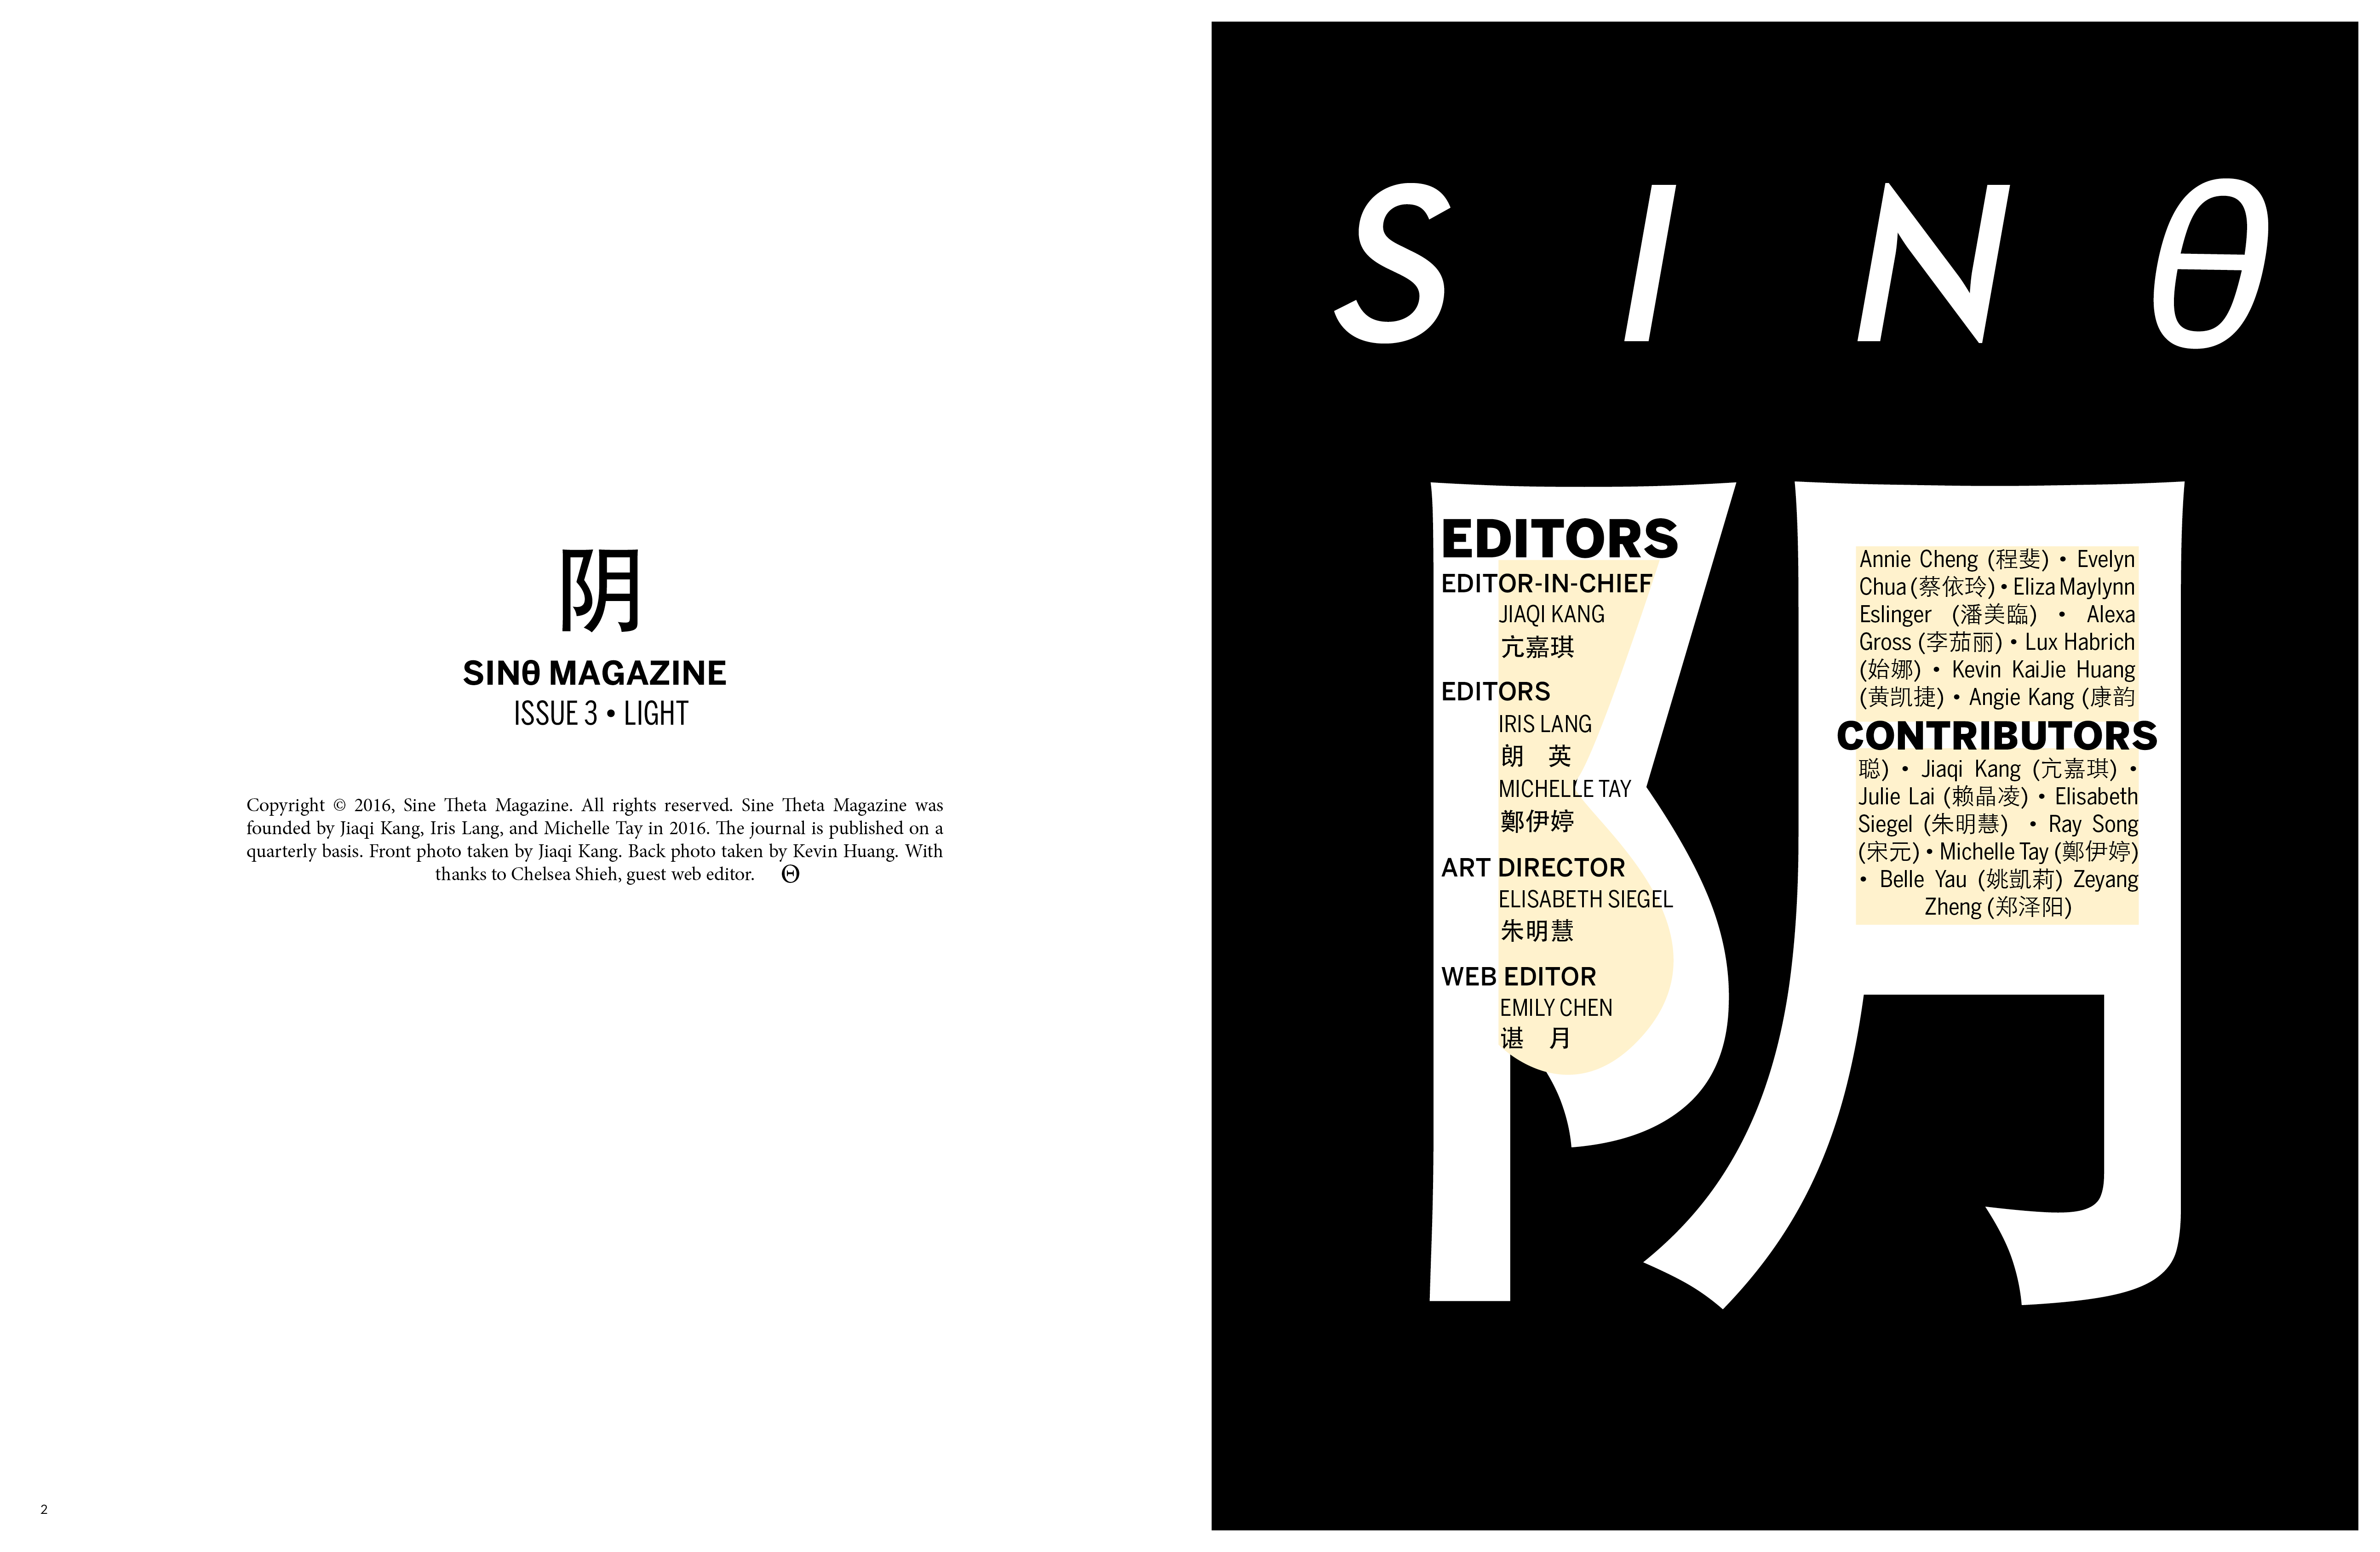 阴
SINθ MAGAZINE
ISSUE 3 • LIGHT
Copyright © 2016, Sine Theta Magazine. All rights reserved. Sine Theta Magazine was
founded by Jiaqi Kang, Iris Lang, and Michelle Tay in 2016. The journal is published on a
quarterly basis. Front photo taken by Jiaqi Kang. Back photo taken by Kevin Huang. With
thanks to Chelsea Shieh, guest web editor. Θ
2
SINθ
阴
EDITORS
EDITOR-IN-CHIEF
JIAQI KANG
亢嘉琪
EDITORS
IRIS LANG
朗 英
MICHELLE TAY
鄭伊婷
ART DIRECTOR
ELISABETH SIEGEL
朱明慧
WEB EDITOR
EMILY CHEN
谌 月
Annie Cheng (程斐) • Evelyn
Chua (蔡依玲) • Eliza Maylynn
Eslinger (潘美臨) • Alexa
Gross (李茄丽) • Lux Habrich
(始娜) • Kevin KaiJie Huang
(黄凯捷) • Angie Kang (康韵
CONTRIBUTORS
聪) • Jiaqi Kang (亢嘉琪) •
Julie Lai (赖晶凌) • Elisabeth
Siegel (朱明慧) • Ray Song
(宋元) • Michelle Tay (鄭伊婷)
• Belle Yau (姚凱莉) Zeyang
Zheng (郑泽阳)